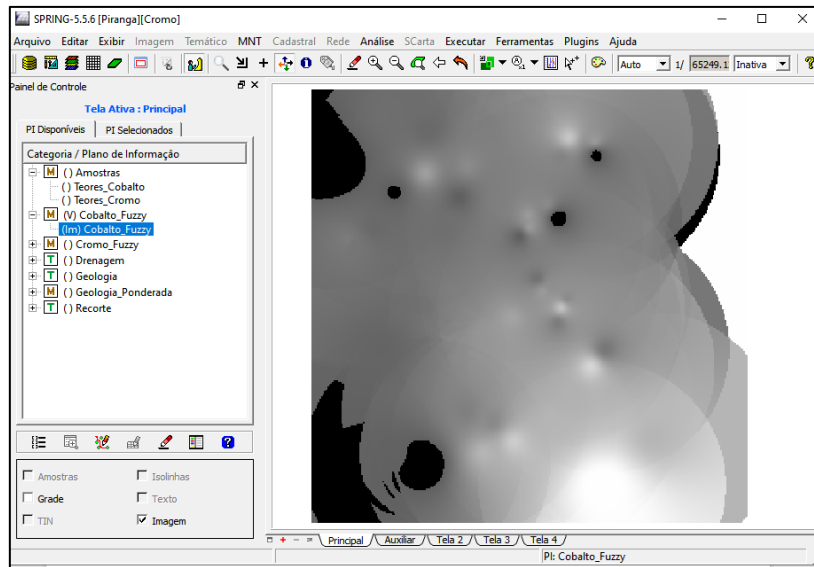 SPRING-5.5.6 [Piranga][Cromo]
Arquivo Editar Exibir Imagem Temático MNT Cadastral Rede Análise SCarta Executar Ferramentas Plugins Ajuda
Auto 1/ 65249.1 Inativa
Painel de Controle
Tela Ativa : Principal
PI Disponíveis PI Selecionados
Categoria / Plano de Informação
M () Amostras
() Teores_Cobalto
() Teores_Cromo
M (V) Cobalto_Fuzzy
(Im) Cobalto_Fuzzy
M () Cromo_Fuzzy
T () Drenagem
T () Geologia
M () Geologia_Ponderada
T () Recorte
Amostras Isolinhas
Grade Texto
TIN Imagem
Principal Auxiliar Tela 2 Tela 3 Tela 4
PI: Cobalto_Fuzzy